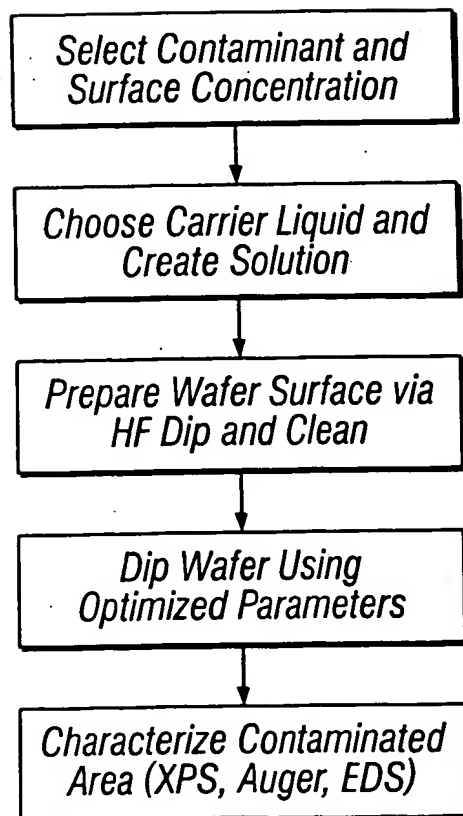 Select Contaminant and
Surface Concentration
Choose Carrier Liquid and
Create Solution
Prepare Wafer Surface via
HF Dip and Clean
Dip Wafer Using
Optimized Parameters
Characterize Contaminated
Area (XPS, Auger, EDS)